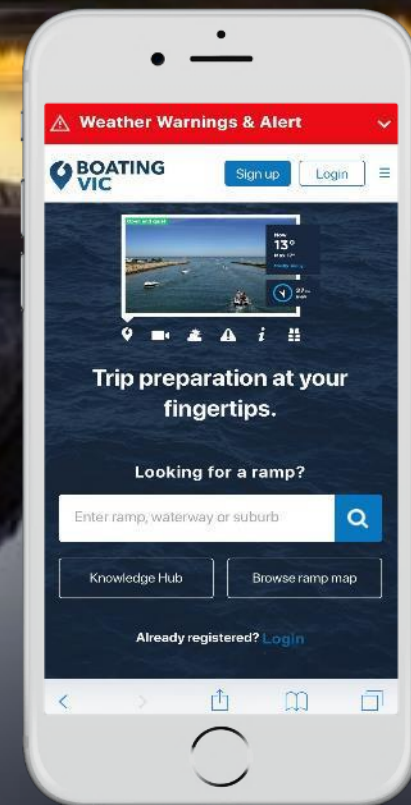 Weather Warnings & Alert
BOATING
VIC
Sign up
Login
Now
13°
Trip preparation at your
fingertips.
Looking for a ramp?
Enter ramp, waterway or suburb
Knowledge Hub
Browse ramp map
Already registered? Login